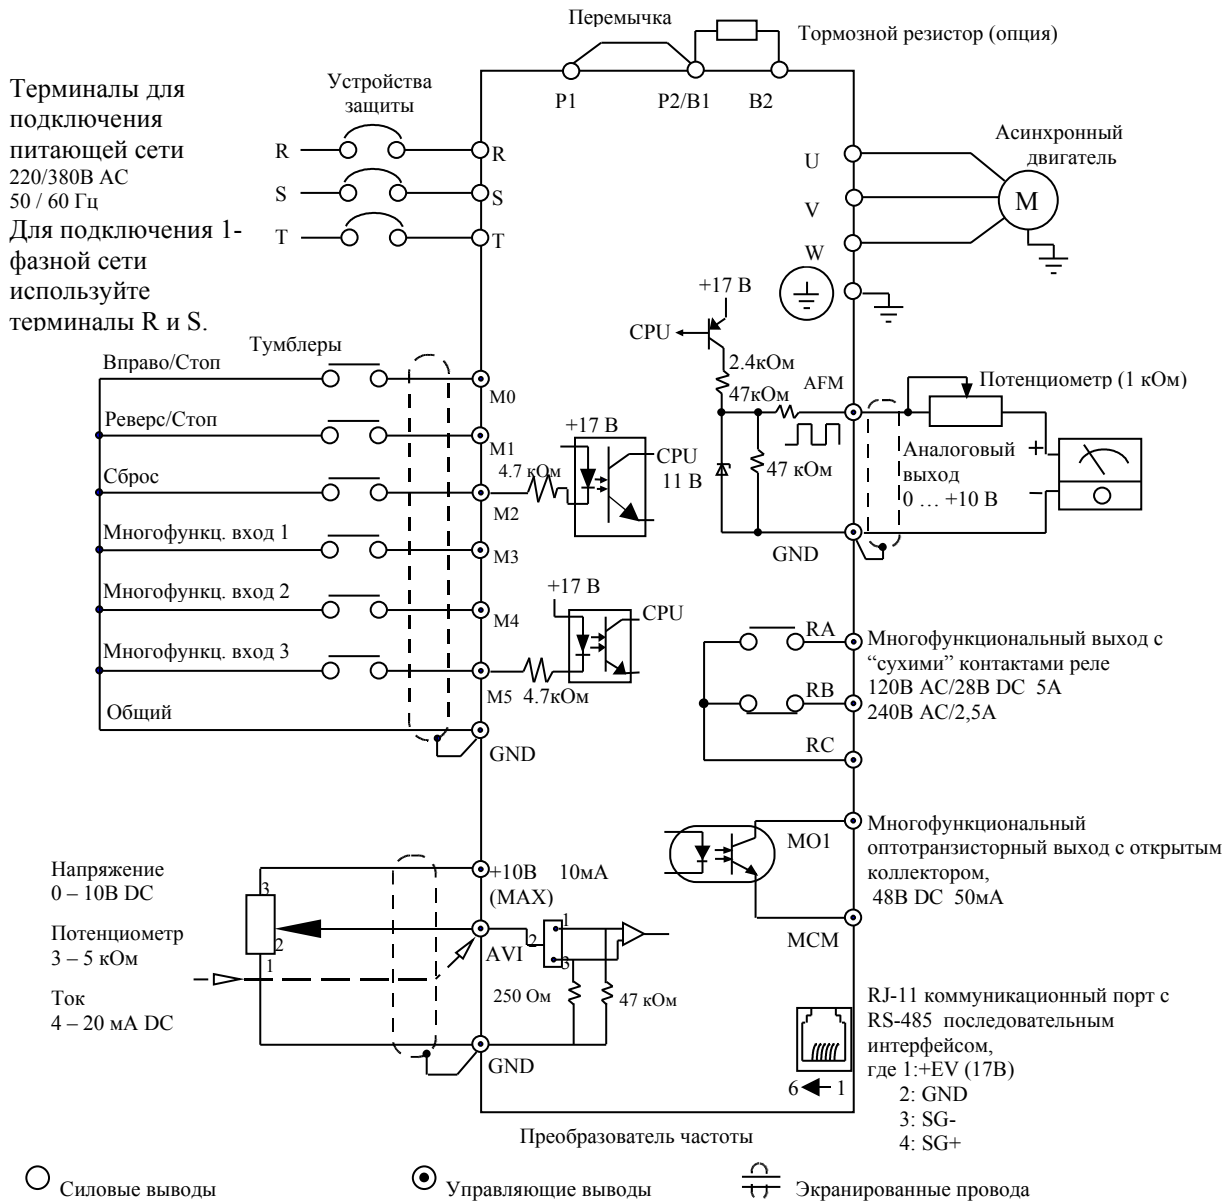 Перемычка
Тормозной резистор (опция)
P1
P2/B1
B2
Терминалы для
подключения
питающей сети
220/380В AC
50 / 60 Гц
Для подключения 1-
фазной сети
используйте
терминалы R и S.
Устройства
защиты
R
R
S
S
T
T
Асинхронный
двигатель
U
V
W
M
+17 В
CPU
2.4кОм
47кОм
AFM
47 кОм
11 В
GND
Потенциометр (1 кОм)
Аналоговый
выход
0 … +10 В
+
–
Тумблеры
Вправо/Стоп
M0
Реверс/Стоп
M1
Сброс
M2
Многофункц. вход 1
M3
Многофункц. вход 2
M4
Многофункц. вход 3
M5
Общий
GND
+17 В
4.7 кОм
CPU
+17 В
CPU
4.7кОм
RA
RB
RC
Многофункциональный выход с
“сухими” контактами реле
120В AC/28В DC 5А
240В AC/2,5А
MO1
MCM
Многофункциональный
оптотранзисторный выход с открытым
коллектором,
48В DC 50мА
Напряжение
0 – 10В DC
Потенциометр
3 – 5 кОм
Ток
4 – 20 мА DC
3
2
1
+10В 10мА
(MAX)
AVI
1
2
3
250 Ом
47 кОм
GND
RJ-11 коммуникационный порт с
RS-485 последовательным
интерфейсом,
где 1:+EV (17В)
2: GND
3: SG-
4: SG+
6
1
Преобразователь частоты
Силовые выводы
Управляющие выводы
Экранированные провода